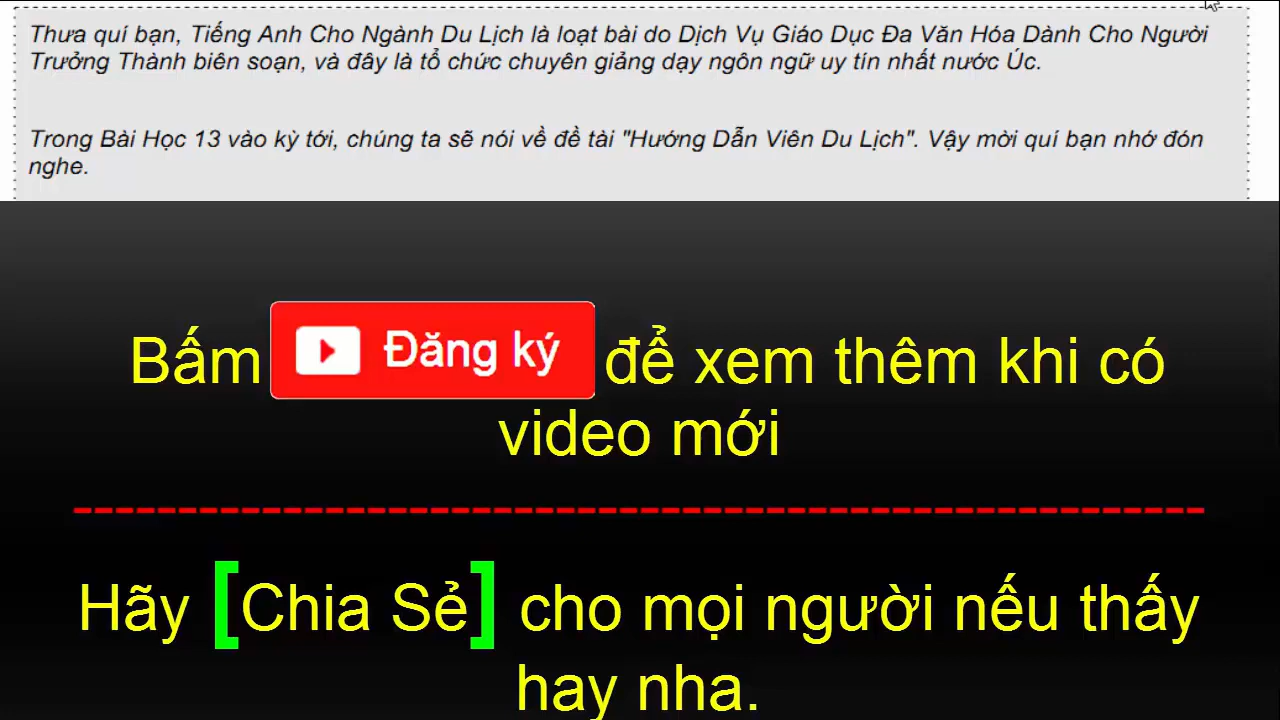 Thưa quí bạn, Tiếng Anh Cho Ngành Du Lịch là loạt bài do Dịch Vụ Giáo Dục Đa Văn Hóa Dành Cho Người
Trưởng Thành biên soạn, và đây là tổ chức chuyên giảng dạy ngôn ngữ uy tín nhất nước Úc.
Trong Bài Học 13 vào kỳ tới, chúng ta sẽ nói về đề tài "Hướng Dẫn Viên Du Lịch". Vậy mời quí bạn nhớ đón
nghe.
Bấm Đăng ký để xem thêm khi có
video mới
Hãy [Chia Sẻ] cho mọi người nếu thấy
hay nha.